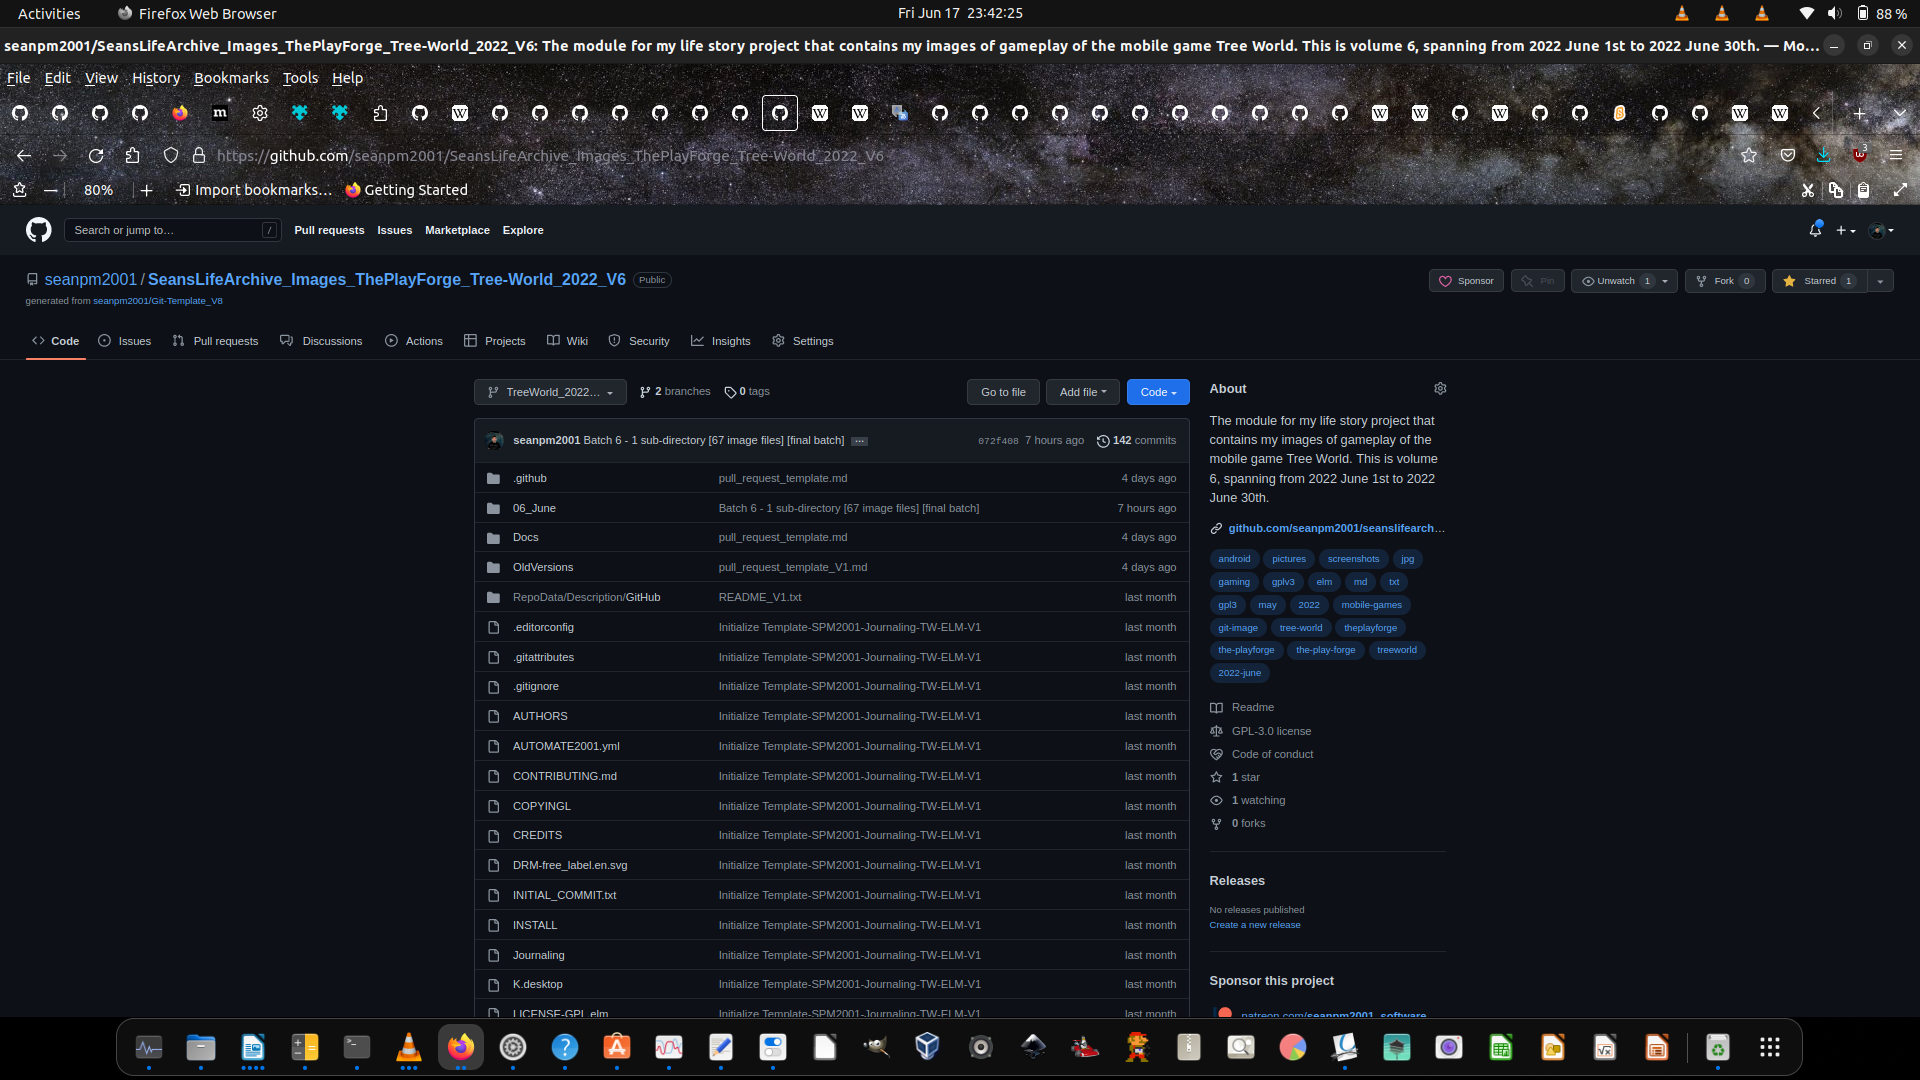 Activities
Firefox Web Browser
Fri Jun 17 23:42:25
88 %
seanpm2001/SeansLifeArchive_Images_ThePlayForge_Tree-World_2022_V6: The module for my life story project that contains my images of gameplay of the mobile game Tree World. This is volume 6, spanning from 2022 June 1st to 2022 June 30th. — Mo...
File Edit View History Bookmarks Tools Help
https://github.com/seanpm2001/SeansLifeArchive_Images_ThePlayForge_Tree-World_2022_V6
3
80%
Import bookmarks...
Getting Started
Search or jump to...
/
Pull requests Issues Marketplace Explore
seanpm2001 / SeansLifeArchive_Images_ThePlayForge_Tree-World_2022_V6 Public
Sponsor
Pin
Unwatch 1
Fork 0
Starred 1
generated from seanpm2001/Git-Template_V8
Code Issues Pull requests Discussions Actions Projects Wiki Security Insights Settings
TreeWorld_2022...
2 branches
0 tags
Go to file
Add file
Code
seanpm2001 Batch 6 - 1 sub-directory [67 image files] [final batch] ...
072f408 7 hours ago 142 commits
.github pull_request_template.md 4 days ago
06_June Batch 6 - 1 sub-directory [67 image files] [final batch] 7 hours ago
Docs pull_request_template.md 4 days ago
OldVersions pull_request_template_V1.md 4 days ago
RepoData/Description/GitHub README_V1.txt last month
.editorconfig Initialize Template-SPM2001-Journaling-TW-ELM-V1 last month
.gitattributes Initialize Template-SPM2001-Journaling-TW-ELM-V1 last month
.gitignore Initialize Template-SPM2001-Journaling-TW-ELM-V1 last month
AUTHORS Initialize Template-SPM2001-Journaling-TW-ELM-V1 last month
AUTOMATE2001.yml Initialize Template-SPM2001-Journaling-TW-ELM-V1 last month
CONTRIBUTING.md Initialize Template-SPM2001-Journaling-TW-ELM-V1 last month
COPYINGL Initialize Template-SPM2001-Journaling-TW-ELM-V1 last month
CREDITS Initialize Template-SPM2001-Journaling-TW-ELM-V1 last month
DRM-free_label.en.svg Initialize Template-SPM2001-Journaling-TW-ELM-V1 last month
INITIAL_COMMIT.txt Initialize Template-SPM2001-Journaling-TW-ELM-V1 last month
INSTALL Initialize Template-SPM2001-Journaling-TW-ELM-V1 last month
Journaling Initialize Template-SPM2001-Journaling-TW-ELM-V1 last month
K.desktop Initialize Template-SPM2001-Journaling-TW-ELM-V1 last month
LICENSE-GPL.elm Initialize Template-SPM2001-Journaling-TW-ELM-V1 last month
About
The module for my life story project that
contains my images of gameplay of the
mobile game Tree World. This is volume
6, spanning from 2022 June 1st to 2022
June 30th.
github.com/seanpm2001/seanslifearch...
android pictures screenshots jpg
gaming gplv3 elm md txt
gpl3 may 2022 mobile-games
git-image tree-world theplayforge
the-playforge the-play-forge treeworld
2022-june
Readme
GPL-3.0 license
Code of conduct
1 star
1 watching
0 forks
Releases
No releases published
Create a new release
Sponsor this project
patreon.com/seanpm2001_software